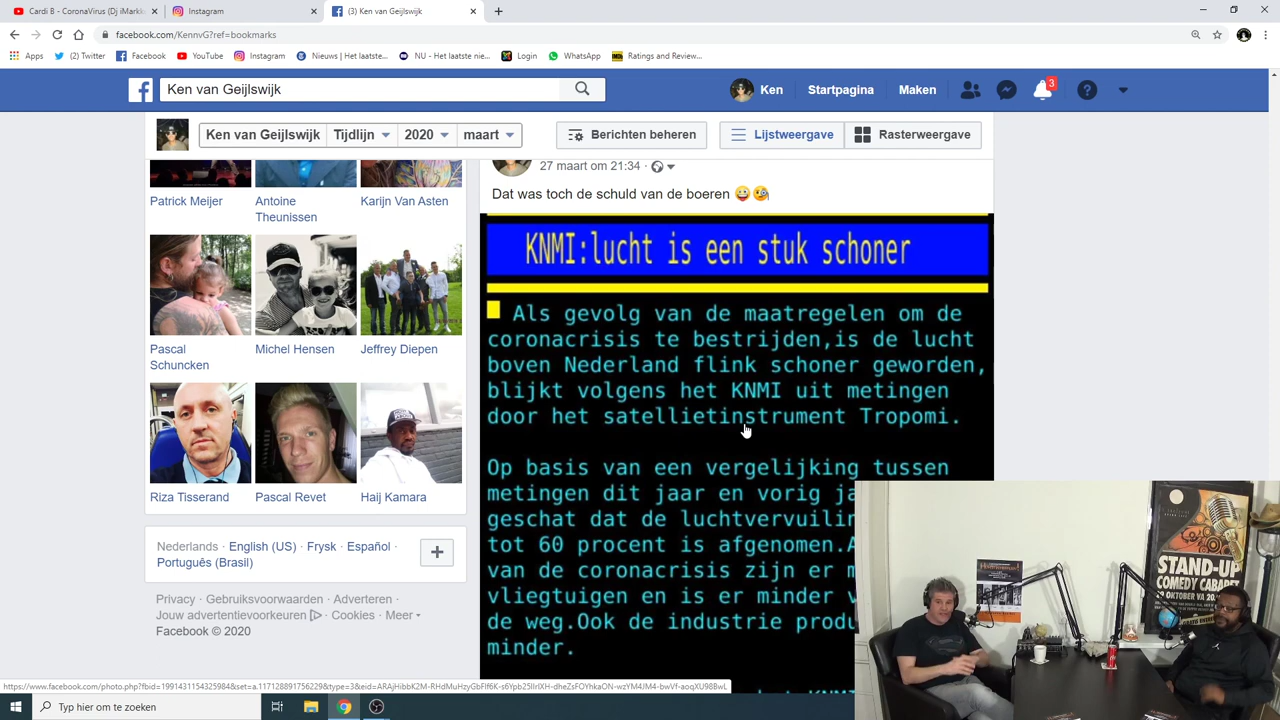 Cardi B - CoronaVirus (Dj iMarkk
Instagram
(3) Ken van Geijlswijk
facebook.com/KennvG?ref=bookmarks
Apps
(2) Twitter
Facebook
YouTube
Instagram
Nieuws | Het laatste...
NU - Het laatste nie...
Login
WhatsApp
Ratings and Review...
Ken van Geijlswijk
Ken
Startpagina
Maken
3
Ken van Geijlswijk
Tijdlijn
2020
maart
Berichten beheren
Lijstweergave
Rasterweergave
Patrick Meijer
Antoine
Theunissen
Karijn Van Asten
Pascal
Schuncken
Michel Hensen
Jeffrey Diepen
Riza Tisserand
Pascal Revet
Haij Kamara
Nederlands · English (US) · Frysk · Español ·
Português (Brasil)
Privacy · Gebruiksvoorwaarden · Adverteren ·
Jouw advertentievoorkeuren · Cookies · Meer
Facebook © 2020
27 maart om 21:34
Dat was toch de schuld van de boeren 😀🧐
KNMI:lucht is een stuk schoner
Als gevolg van de maatregelen om de
coronacrisis te bestrijden,is de lucht
boven Nederland flink schoner geworden,
blijkt volgens het KNMI uit metingen
door het satellietinstrument Tropomi.
Op basis van een vergelijking tussen
metingen dit jaar en vorig ja
geschat dat de luchtvervuilin
tot 60 procent is afgenomen.A
van de coronacrisis zijn er m
vliegtuigen en is er minder v
de weg.Ook de industrie produ
minder.
STAND-UP
COMEDY CABARET
Typ hier om te zoeken